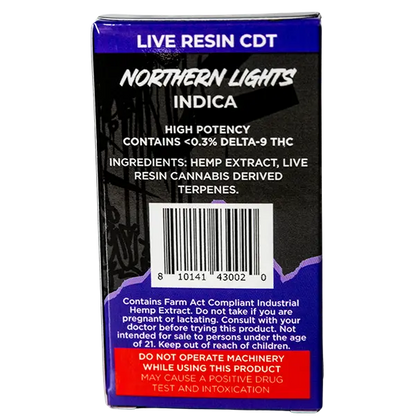 LIVE RESIN CDT
NORTHERN LIGHTS
INDICA
HIGH POTENCY
CONTAINS <0.3% DELTA-9 THC
INGREDIENTS: HEMP EXTRACT, LIVE
RESIN CANNABIS DERIVED
TERPENES.
8 10141 43002 0
Contains Farm Act Compliant Industrial
Hemp Extract. Do not take if you are
pregnant or lactating. Consult with your
doctor before trying this product. Not
intended for sale to persons under the age
of 21. Keep out of reach of children.
DO NOT OPERATE MACHINERY
WHILE USING THIS PRODUCT
MAY CAUSE A POSITIVE DRUG
TEST AND INTOXICATION